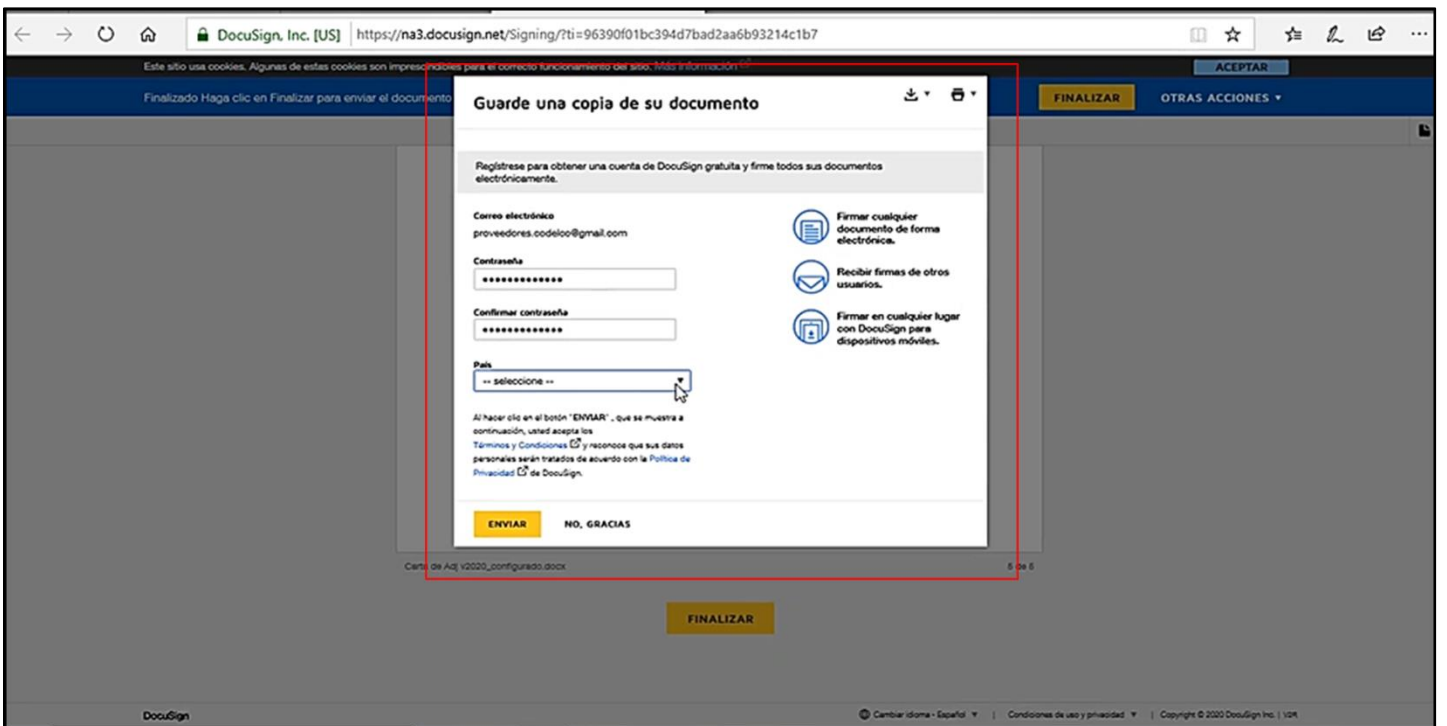 DocuSign, Inc. [US]
https://na3.docusign.net/Signing/?ti=96390f01bc394d7bad2aa6b93214c1b7
Este sitio usa cookies. Algunas de estas cookies son imprescindibles para el correcto funcionamiento del sitio. Más información
ACEPTAR
Finalizado Haga clic en Finalizar para enviar el documento
FINALIZAR
OTRAS ACCIONES
Guarde una copia de su documento
Regístrese para obtener una cuenta de DocuSign gratuita y firme todos sus documentos
electrónicamente.
Correo electrónico
proveedores.codelco@gmail.com
Contraseña
Confirmar contraseña
País
-- seleccione --
Al hacer clic en el botón "ENVIAR" , que se muestra a
continuación, usted acepta los
Términos y Condiciones y reconoce que sus datos
personales serán tratados de acuerdo con la Política de
Privacidad de DocuSign.
Firmar cualquier
documento de forma
electrónica.
Recibir firmas de otros
usuarios.
Firmar en cualquier lugar
con DocuSign para
dispositivos móviles.
ENVIAR
NO, GRACIAS
Carta de Adj v2020_configurado.docx
5 de 5
FINALIZAR
DocuSign
Cambiar idioma - Español
Condiciones de uso y privacidad
Copyright © 2020 DocuSign Inc. | V2R